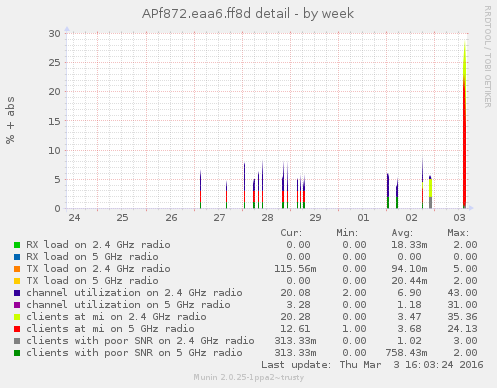 APf872.eaa6.ff8d detail - by week
RRDTOOL / TOBI OETIKER
% + abs
30
25
20
15
10
5
0
24 25 26 27 28 29 01 02 03
Cur: Min: Avg: Max:
RX load on 2.4 GHz radio 0.00 0.00 18.33m 2.00
RX load on 5 GHz radio 0.00 0.00 0.00 0.00
TX load on 2.4 GHz radio 115.56m 0.00 94.10m 5.00
TX load on 5 GHz radio 0.00 0.00 20.44m 2.00
channel utilization on 2.4 GHz radio 20.08 2.00 6.90 43.00
channel utilization on 5 GHz radio 3.28 0.00 1.18 31.00
clients at mi on 2.4 GHz radio 20.28 0.00 3.47 35.36
clients at mi on 5 GHz radio 12.61 1.00 3.68 24.13
clients with poor SNR on 2.4 GHz radio 313.33m 0.00 1.02 3.00
clients with poor SNR on 5 GHz radio 313.33m 0.00 758.43m 2.00
Last update: Thu Mar 3 16:03:24 2016
Munin 2.0.25-1ppa2~trusty